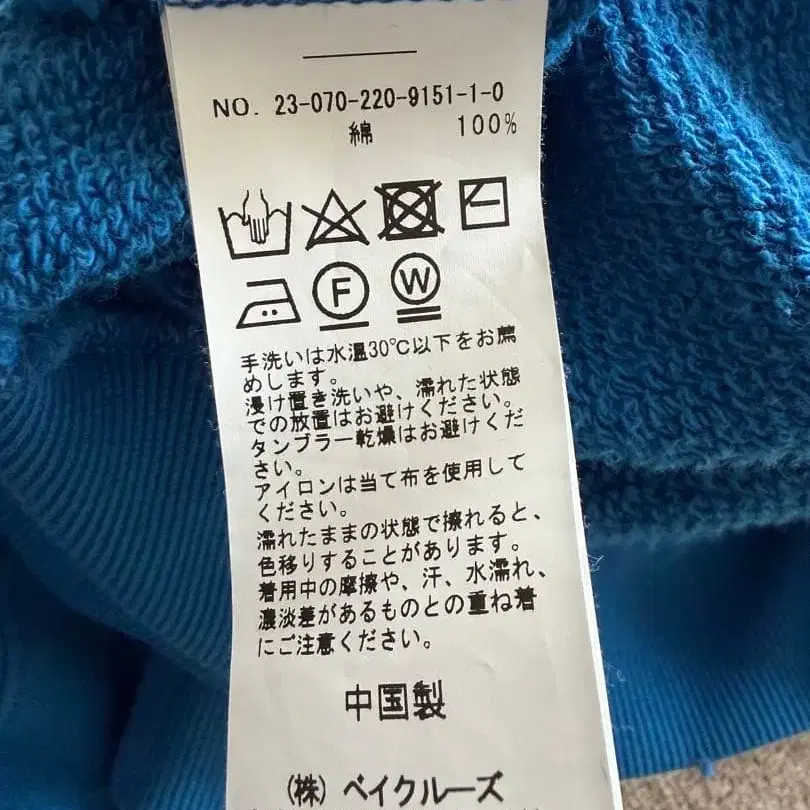 NO. 23-070-220-9151-1-0
綿 100%
F W
手洗いは水温30℃以下をお薦
めします。
浸け置き洗いや、濡れた状態
での放置はお避けください。
タンブラー乾燥はお避けくだ
さい。
アイロンは当て布を使用して
ください。
濡れたままの状態で擦れると、
色移りすることがあります。
着用中の摩擦や、汗、水濡れ、
濃淡差があるものとの重ね着
にご注意ください。
中国製
(株) ベイクルーズ